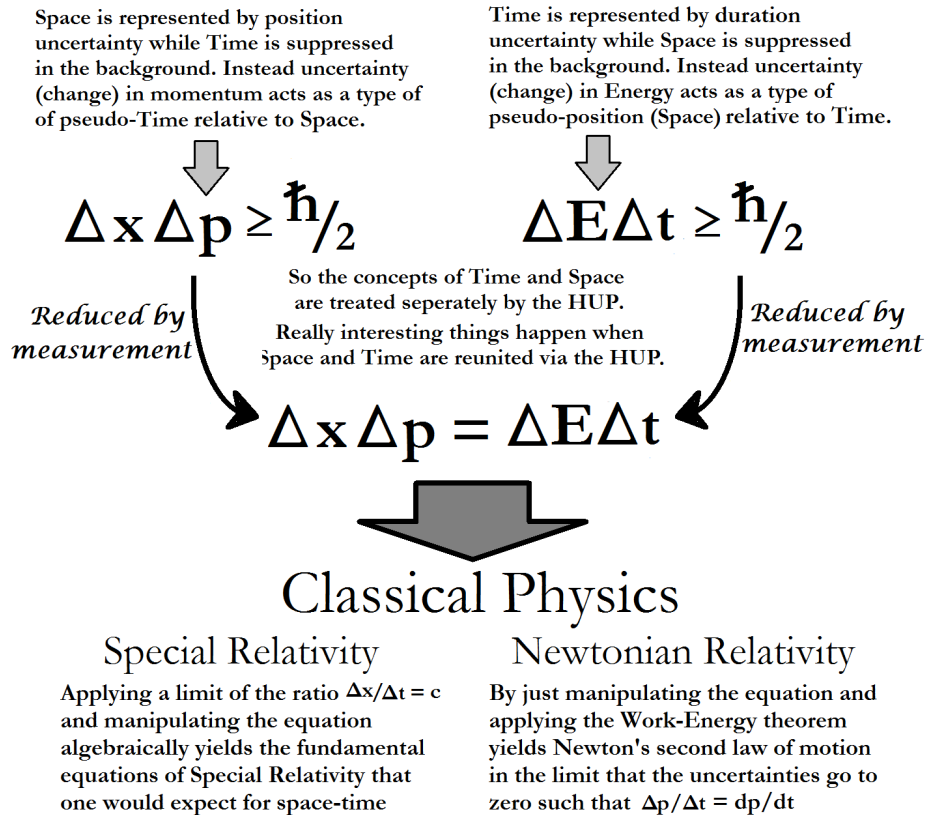 Space is represented by position
uncertainty while Time is suppressed
in the background. Instead uncertainty
(change) in momentum acts as a type of
of pseudo-Time relative to Space.
Time is represented by duration
uncertainty while Space is suppressed
in the background. Instead uncertainty
(change) in Energy acts as a type of
pseudo-position (Space) relative to Time.
Δx Δp ≥ ħ/2
ΔEΔt ≥ ħ/2
So the concepts of Time and Space
are treated seperately by the HUP.
Really interesting things happen when
Space and Time are reunited via the HUP.
Reduced by
measurement
Reduced by
measurement
Δx Δp = ΔEΔt
Classical Physics
Special Relativity
Applying a limit of the ratio Δx/Δt = c
and manipulating the equation
algebraically yields the fundamental
equations of Special Relativity that
one would expect for space-time
Newtonian Relativity
By just manipulating the equation and
applying the Work-Energy theorem
yields Newton's second law of motion
in the limit that the uncertainties go to
zero such that Δp/Δt = dp/dt